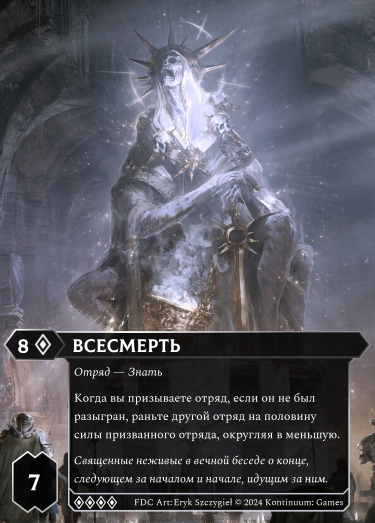 8 ВСЕСМЕРТЬ
Отряд — Знать
Когда вы призываете отряд, если он не был
разыгран, раньте другой отряд на половину
силы призванного отряда, округляя в меньшую.
Священные неживые в вечной беседе о конце,
следующем за началом и начале, идущим за ним.
7
FDC Art: Eryk Szczygieł © 2024 Kontinuum: Games